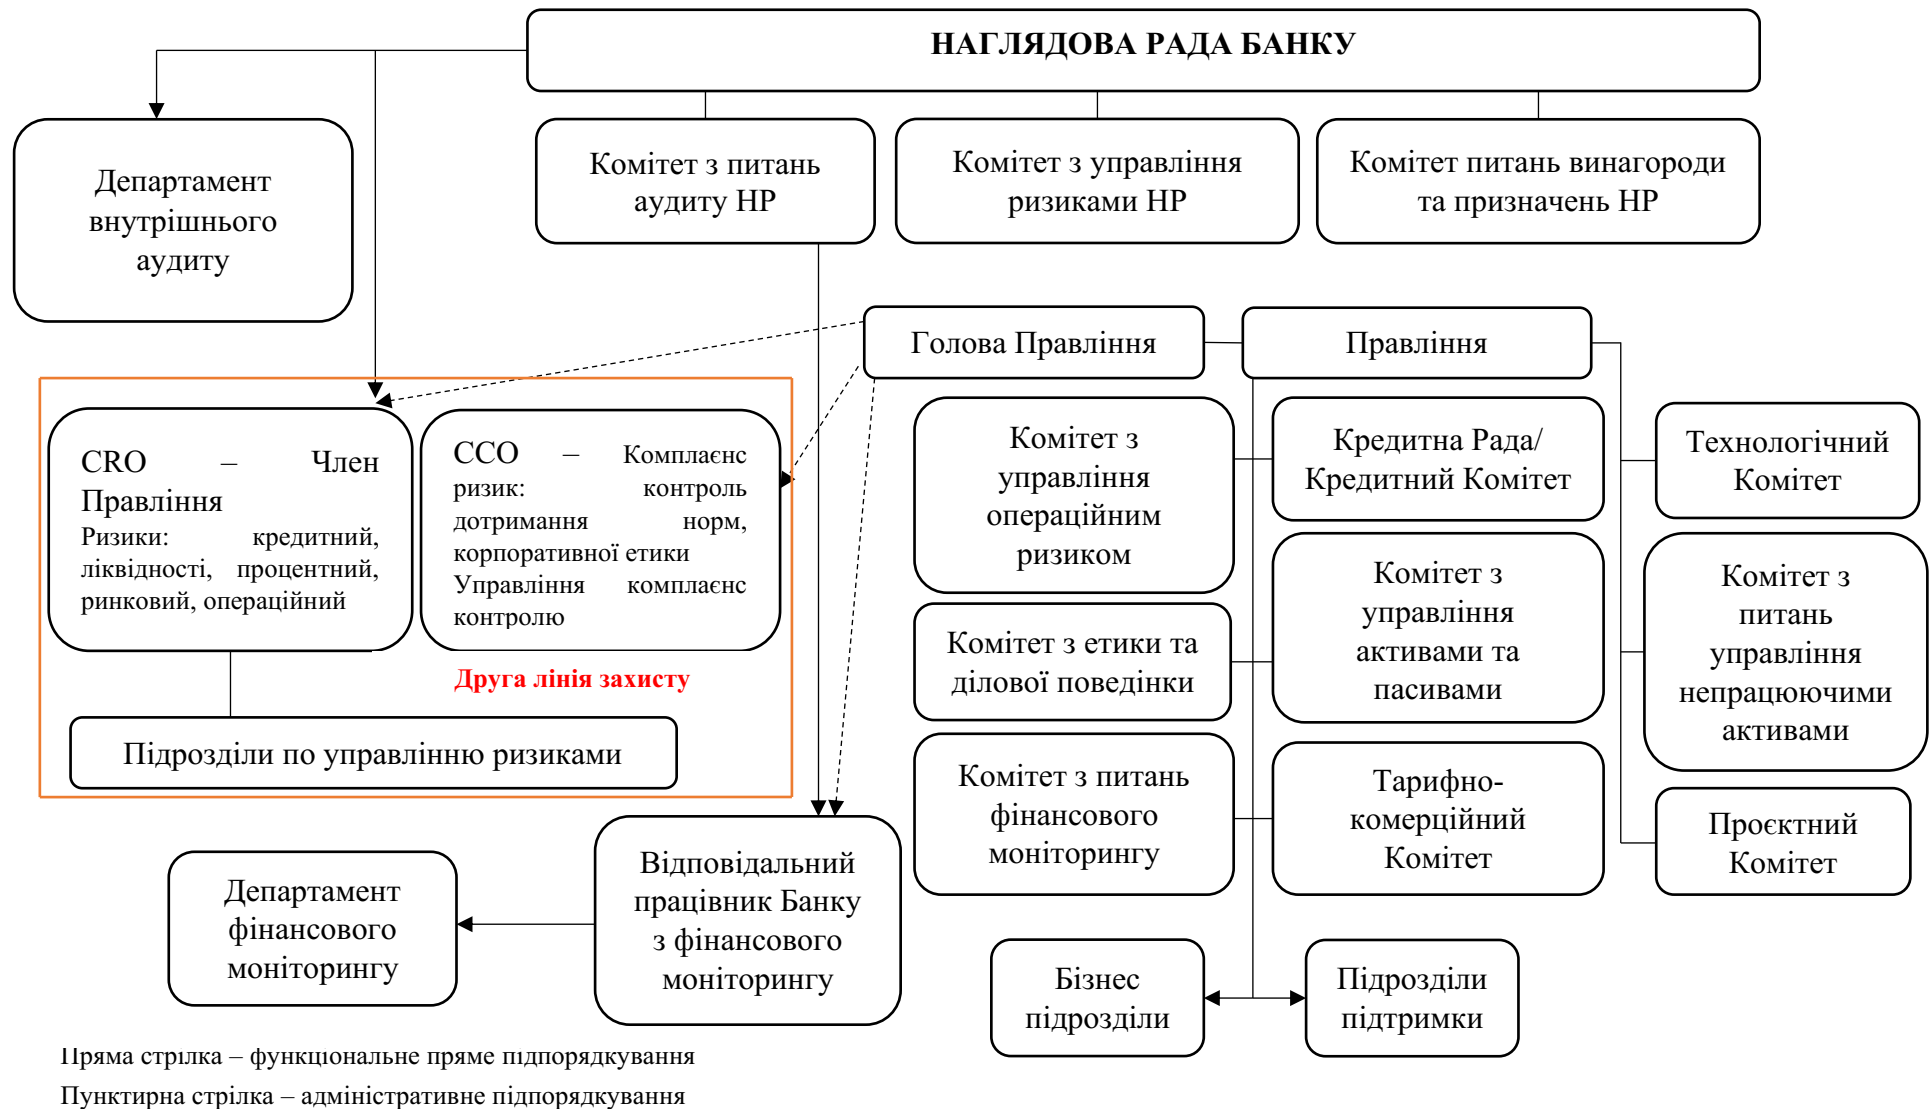 НАГЛЯДОВА РАДА БАНКУ
Департамент
внутрішнього
аудиту
Комітет з питань
аудиту НР
Комітет з управління
ризиками НР
Комітет питань винагороди
та призначень НР
Голова Правління
Правління
CRO – Член
Правління
Ризики: кредитний,
ліквідності, процентний,
ринковий, операційний
CCO – Комплаєнс
ризик: контроль
дотримання норм,
корпоративної етики
Управління комплаєнс
контролю
Друга лінія захисту
Підрозділи по управлінню ризиками
Комітет з
управління
операційним
ризиком
Кредитна Рада/
Кредитний Комітет
Технологічний
Комітет
Комітет з етики та
ділової поведінки
Комітет з
управління
активами та
пасивами
Комітет з
питань
управління
непрацюючими
активами
Комітет з питань
фінансового
моніторингу
Тарифно-
комерційний
Комітет
Проєктний
Комітет
Департамент
фінансового
моніторингу
Відповідальний
працівник Банку
з фінансового
моніторингу
Бізнес
підрозділи
Підрозділи
підтримки
Пряма стрілка – функціональне пряме підпорядкування
Пунктирна стрілка – адміністративне підпорядкування